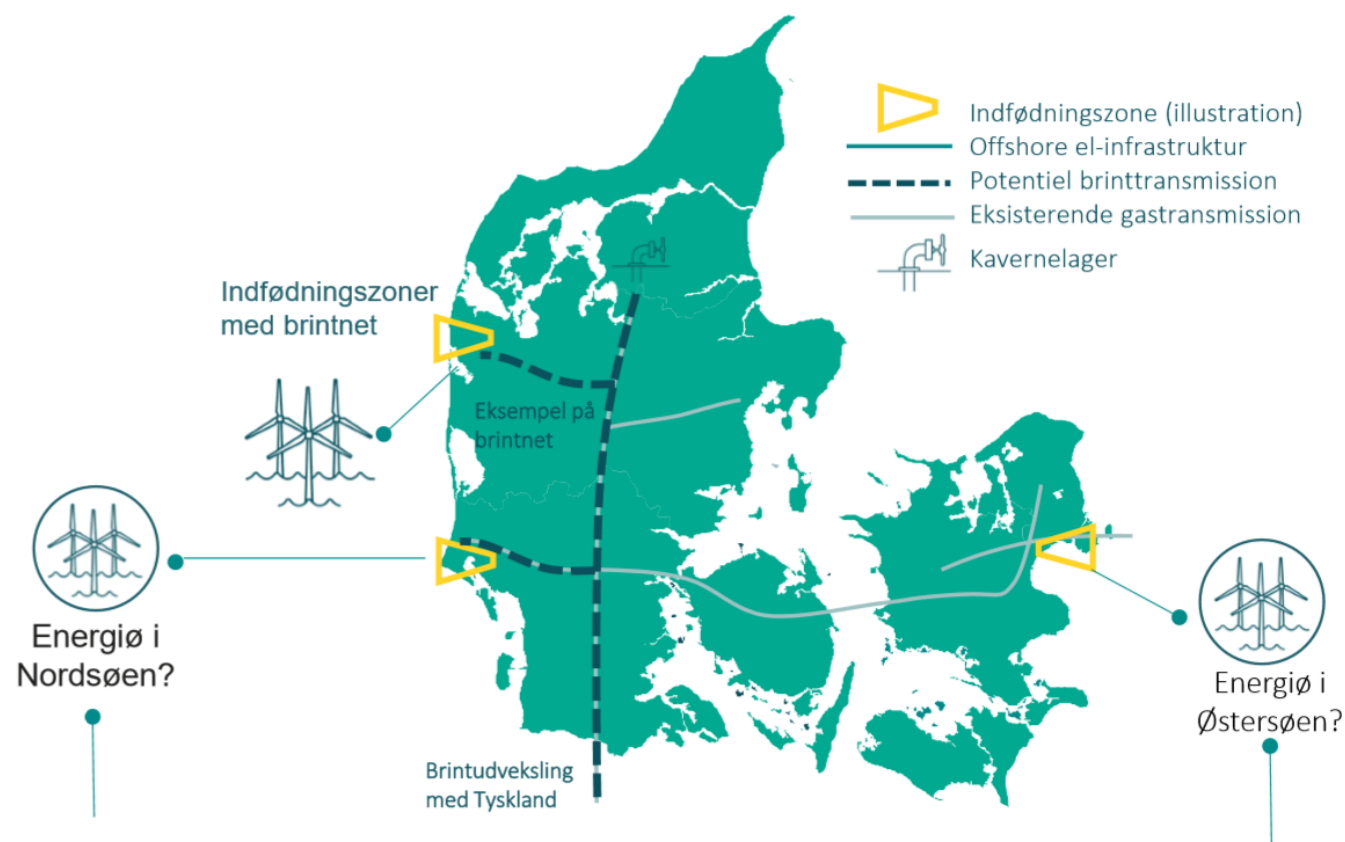 Indfødningszone (illustration)
Offshore el-infrastruktur
Potentiel brinttransmission
Eksisterende gastransmission
Kavernelager
Indfødningszoner
med brintnet
Eksempel på
brintnet
Energiø i
Nordsøen?
Energiø i
Østersøen?
Brintudveksling
med Tyskland